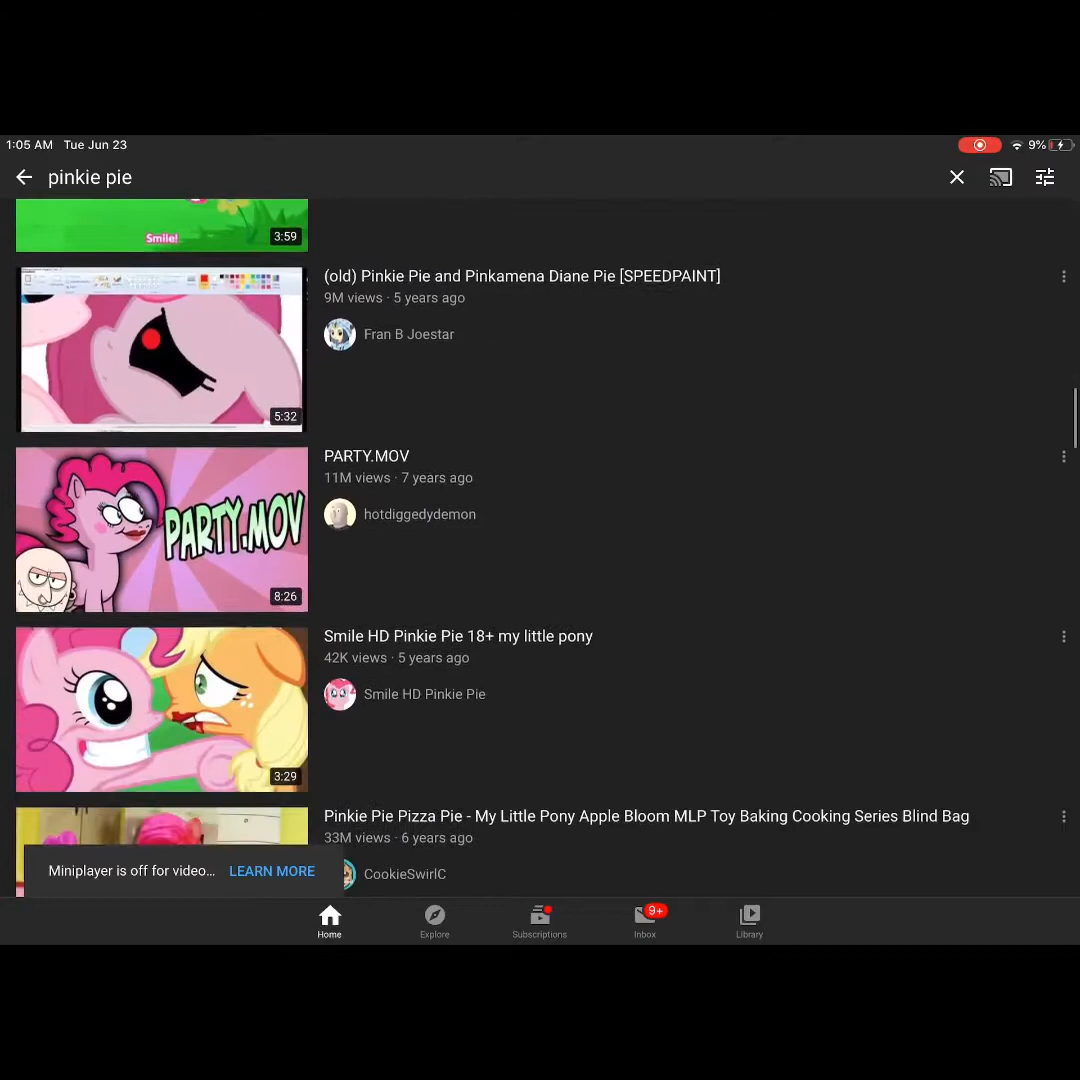 1:05 AM Tue Jun 23
9%
pinkie pie
Smile!
3:59
(old) Pinkie Pie and Pinkamena Diane Pie [SPEEDPAINT]
9M views · 5 years ago
Fran B Joestar
5:32
PARTY.MOV
11M views · 7 years ago
hotdiggedydemon
PARTY.MOV
8:26
Smile HD Pinkie Pie 18+ my little pony
42K views · 5 years ago
Smile HD Pinkie Pie
3:29
Pinkie Pie Pizza Pie - My Little Pony Apple Bloom MLP Toy Baking Cooking Series Blind Bag
33M views · 6 years ago
CookieSwirlC
Miniplayer is off for video... LEARN MORE
9+
Home Explore Subscriptions Inbox Library